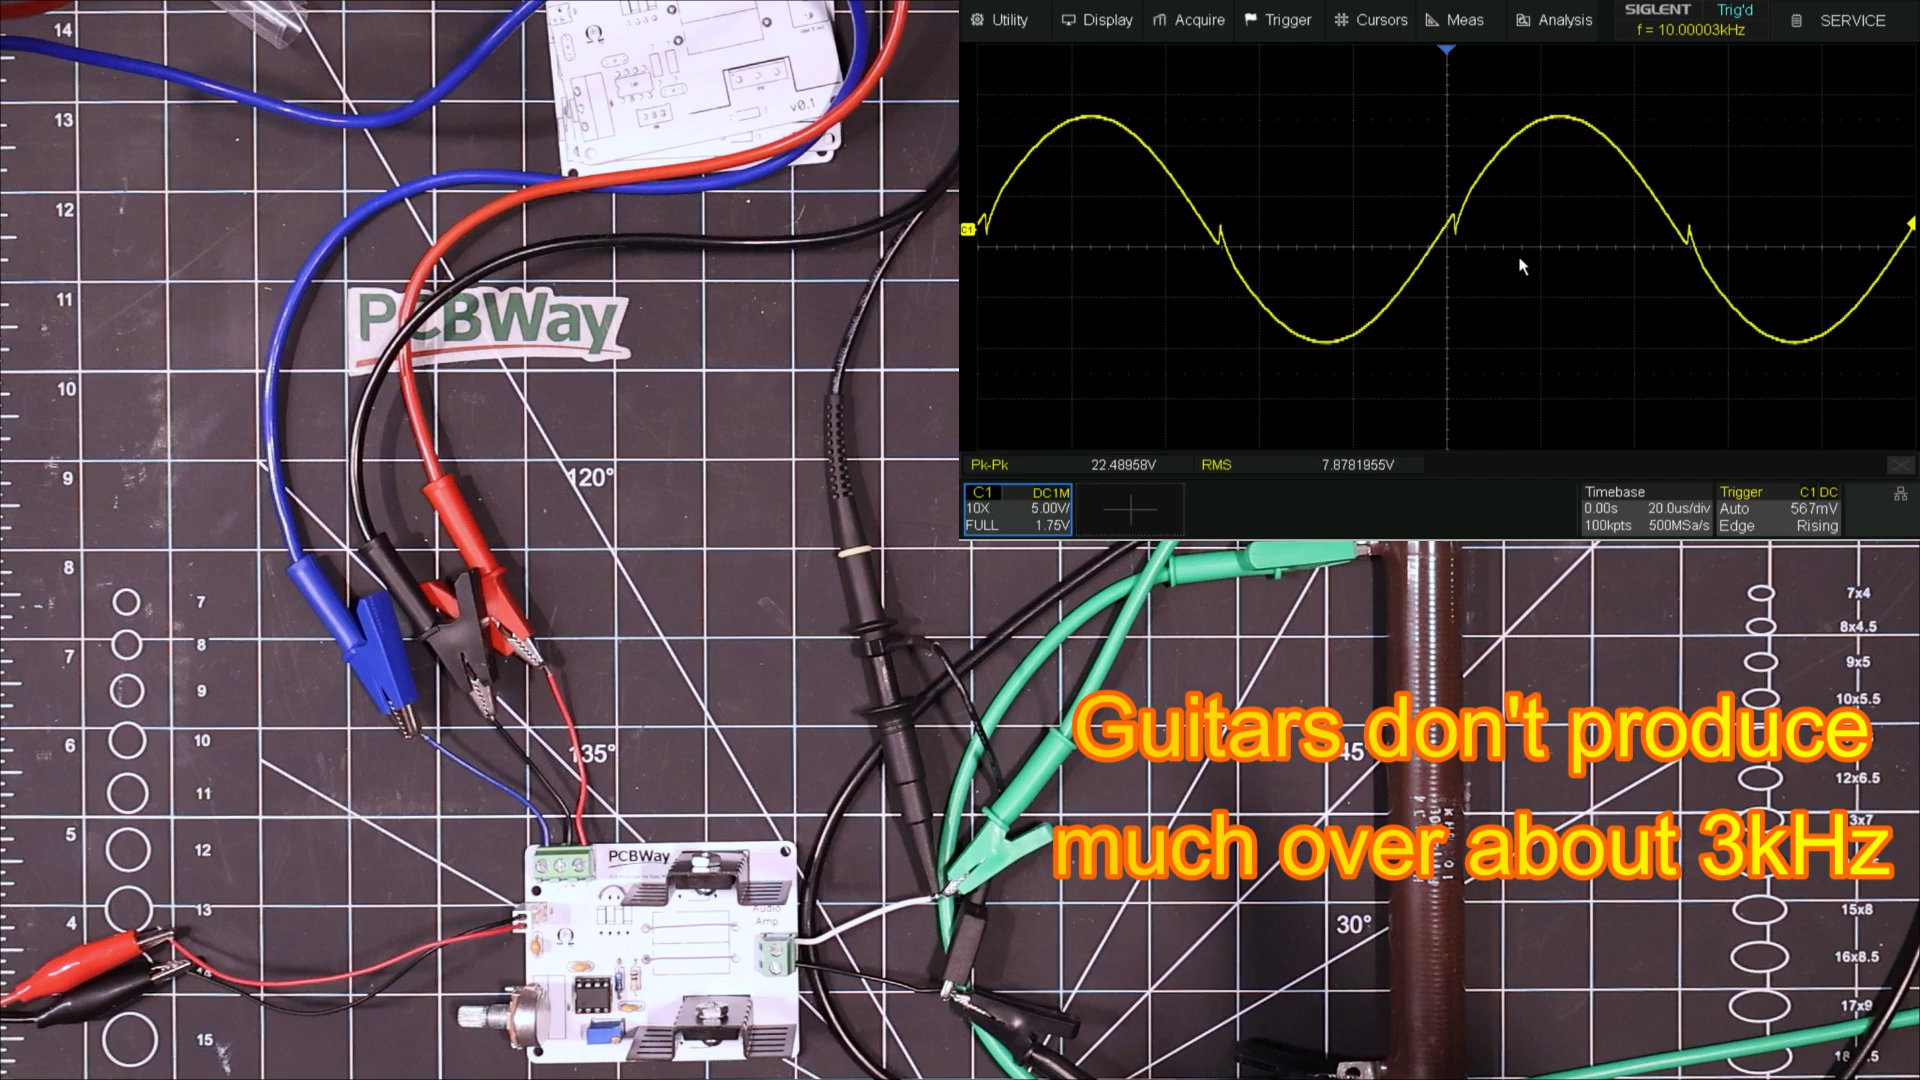 Utility Display Acquire Trigger Cursors Meas Analysis SIGLENT Trig'd SERVICE
f = 10.00003kHz
C1
Pk-Pk 22.48958V RMS 7.8781955V
C1 DC1M
10X 5.00V/
FULL 1.75V
Timebase
0.00s 20.0us/div
100kpts 500MSa/s
Trigger C1 DC
Auto 567mV
Edge Rising
14
13
12
11
10
9
8
7
6
5
4
v0.1
PCBWay
120°
135°
45°
30°
7
8
9
10
11
12
13
15
7x4
8x4.5
9x5
10x5.5
12x6.5
3x7
15x8
16x8.5
17x9
PCBWay
Audio
Amp
Guitars don't produce
much over about 3kHz